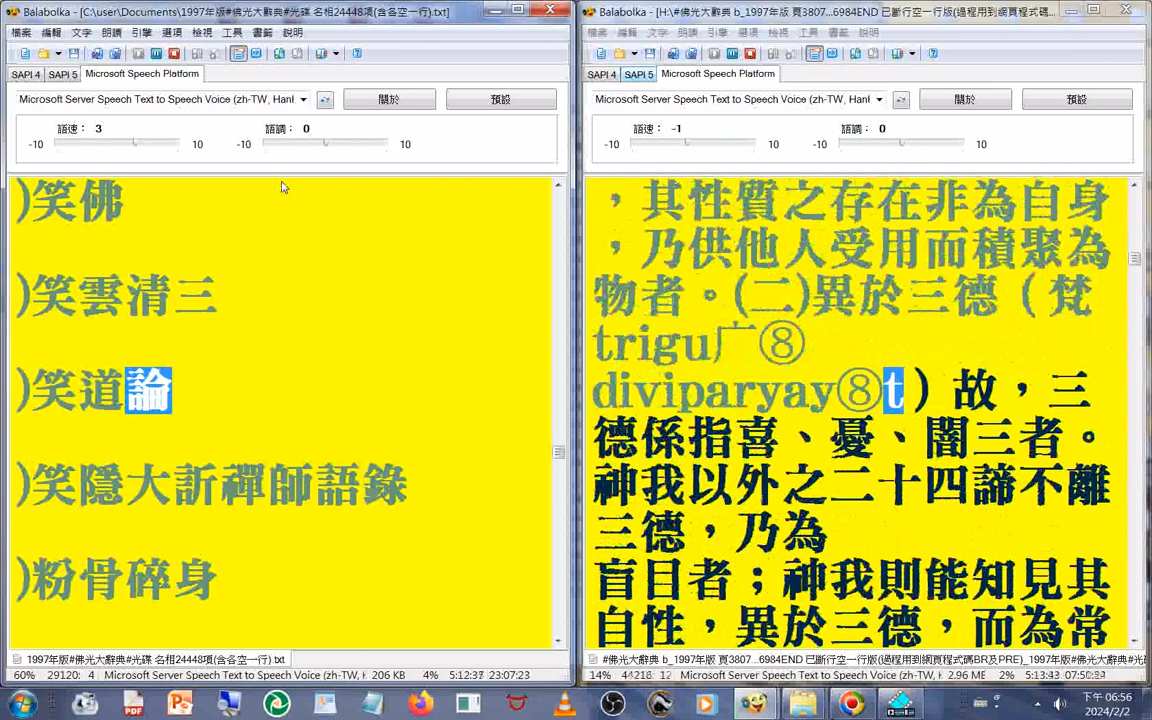 Balabolka - [C:\user\Documents\1997年版#佛光大辭典#光碟 名相24448項(含各空一行).txt]
檔案 編輯 文字 朗讀 引擎 選項 檢視 工具 書籤 說明
SAPI 4 SAPI 5 Microsoft Speech Platform
Microsoft Server Speech Text to Speech Voice (zh-TW, Hanl 關於 預設
語速： 3 語調： 0
-10 10 -10 10
)笑佛
)笑雲清三
)笑道論
)笑隱大訢禪師語錄
)粉骨碎身
1997年版#佛光大辭典#光碟 名相24448項(含各空一行).txt
60% 29120: 4 Microsoft Server Speech Text to Speech Voice (zh-TW, H 206 KB 4% 5:12:37 23:07:23
Balabolka - [H:\#佛光大辭典 b_1997年版 頁3807...6984END 已斷行空一行版(過程用到網頁程式碼...
檔案 編輯 文字 朗讀 引擎 選項 檢視 工具 書籤 說明
SAPI 4 SAPI 5 Microsoft Speech Platform
Microsoft Server Speech Text to Speech Voice (zh-TW, Hanl 關於 預設
語速： -1 語調： 0
-10 10 -10 10
，其性質之存在非為自身
，乃供他人受用而積聚為
物者。(二)異於三德（梵
trigu广⑧
diviparyay⑧t）故，三
德係指喜、憂、闇三者。
神我以外之二十四諦不離
三德，乃為
盲目者；神我則能知見其
自性，異於三德，而為常
#佛光大辭典 b_1997年版 頁3807...6984END 已斷行空一行版(過程用到網頁程式碼BR及PRE)_1997年版#佛光
14% 44218: Microsoft Server Speech Text to Speech Voice (zh-TW, 2.96 MB 2% 5:13:43
下午 06:56
2024/2/2